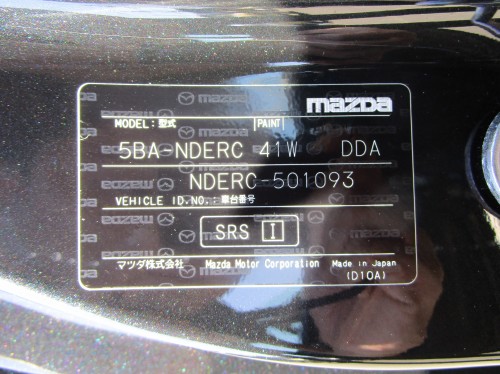 mazda
MODEL:型式 PAINT
5BA-NDERC 41W DDA
NDERC-501093
VEHICLE ID.NO.:車台番号
SRS I
マツダ株式会社 Mazda Motor Corporation Made in Japan
(D10A)